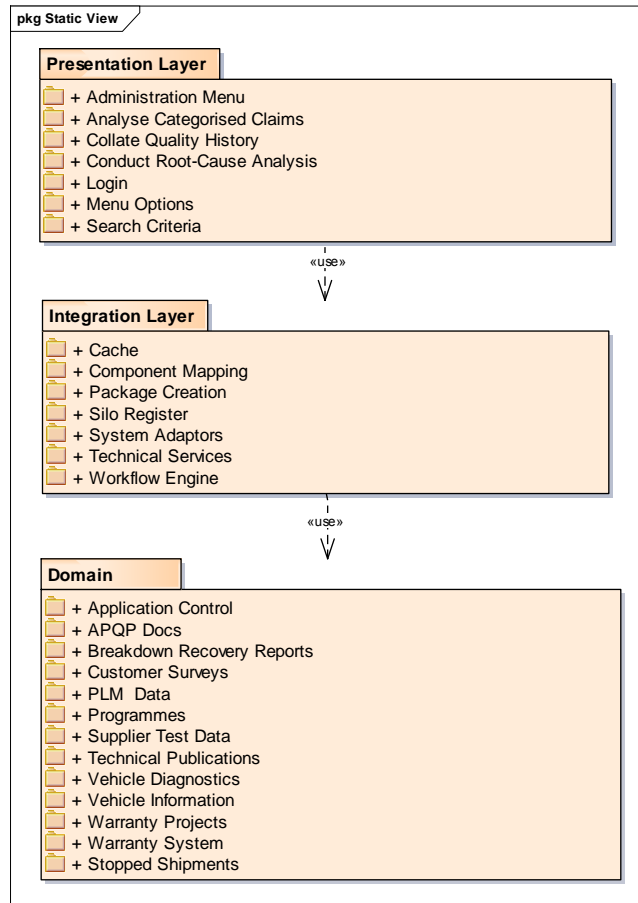 pkg Static View
Presentation Layer
+ Administration Menu
+ Analyse Categorised Claims
+ Collate Quality History
+ Conduct Root-Cause Analysis
+ Login
+ Menu Options
+ Search Criteria
«use»
Integration Layer
+ Cache
+ Component Mapping
+ Package Creation
+ Silo Register
+ System Adaptors
+ Technical Services
+ Workflow Engine
«use»
Domain
+ Application Control
+ APQP Docs
+ Breakdown Recovery Reports
+ Customer Surveys
+ PLM  Data
+ Programmes
+ Supplier Test Data
+ Technical Publications
+ Vehicle Diagnostics
+ Vehicle Information
+ Warranty Projects
+ Warranty System
+ Stopped Shipments